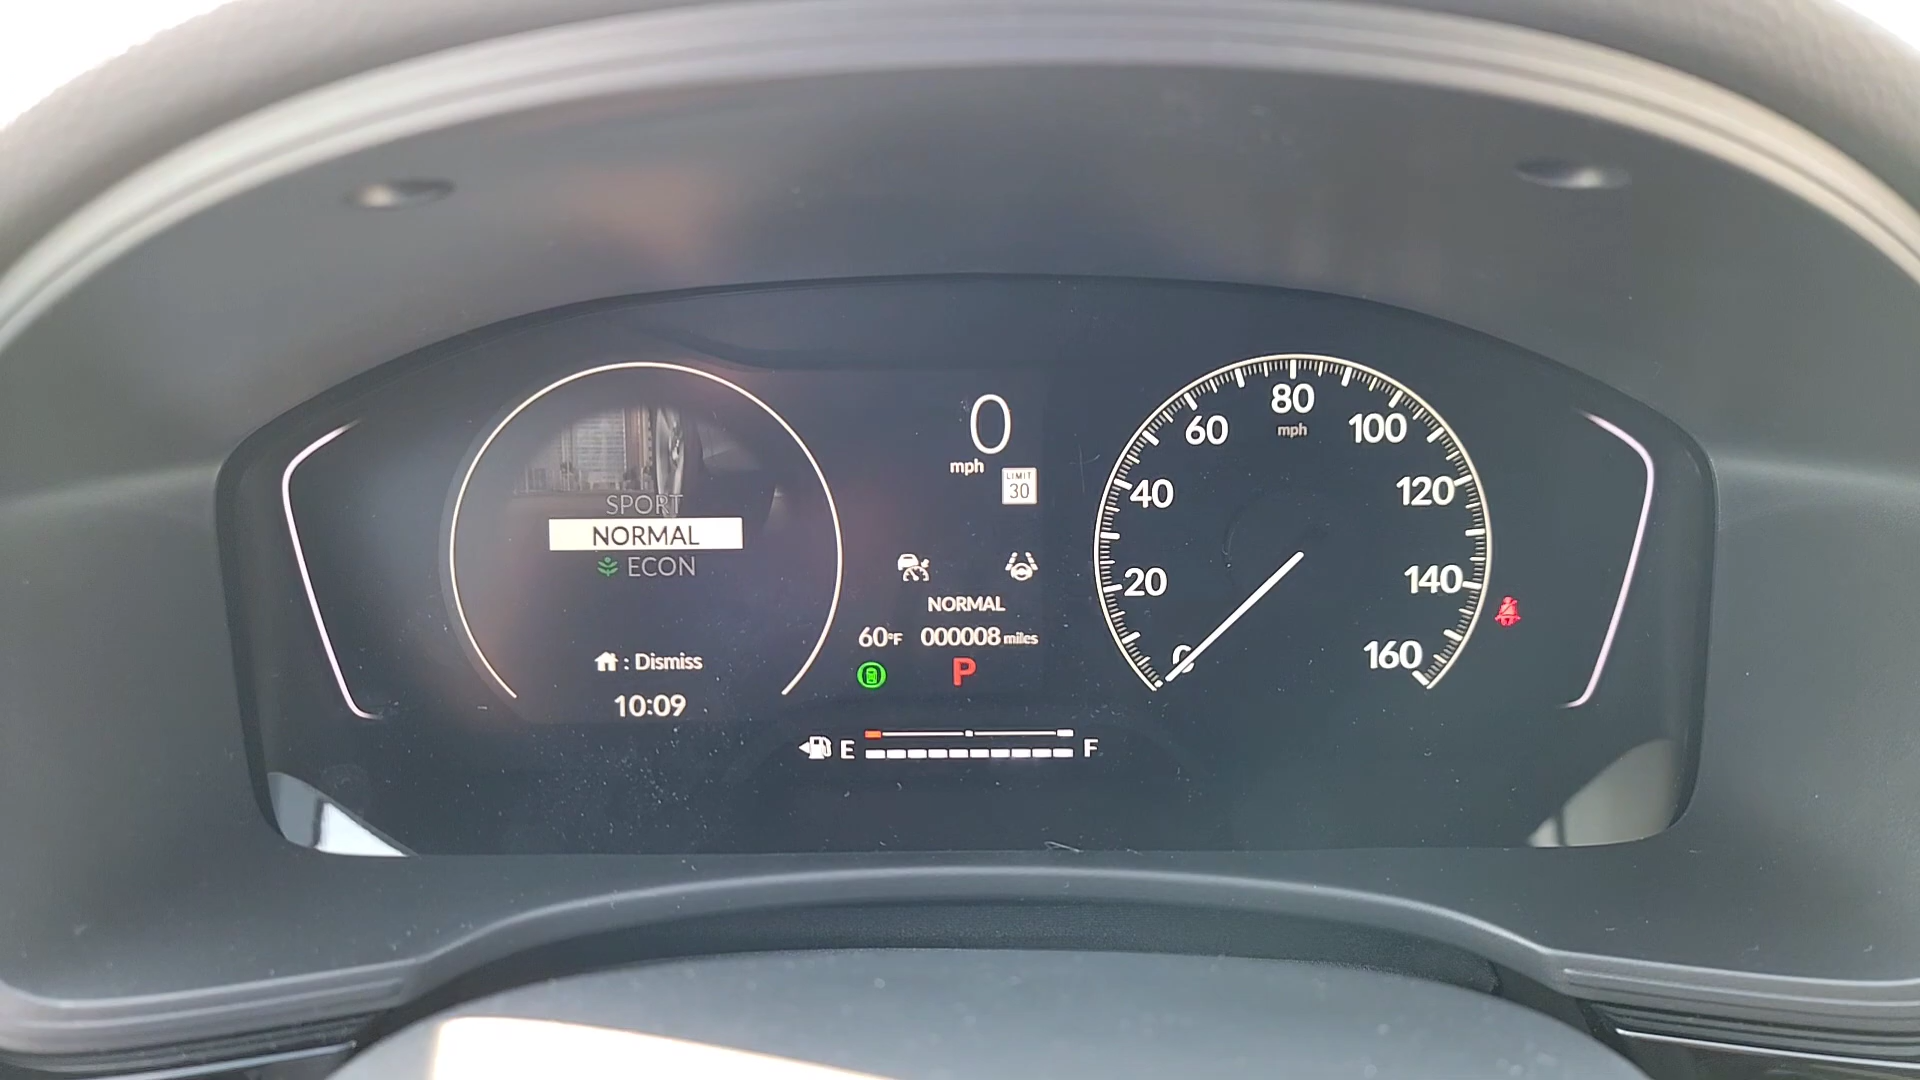 SPORT
NORMAL
ECON
: Dismiss
10:09
0
mph
LIMIT
30
NORMAL
60°F 000008 miles
P
E F
0
20
40
60
80
mph
100
120
140
160